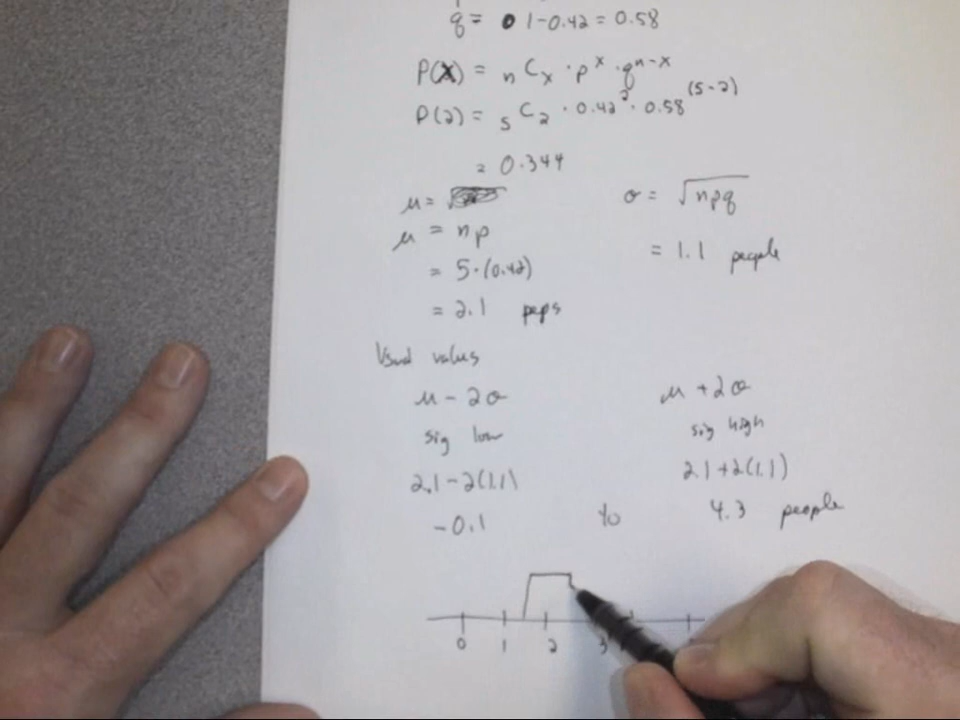 q = 1-0.42 = 0.58
P(X) = nCx · p^x · q^n-x
P(2) = 5C2 · 0.42^2 · 0.58^(5-2)
= 0.344
μ =
σ = √npq
μ = np
= 1.1 people
= 5·(0.42)
= 2.1 peps
Usual values
μ - 2σ
μ + 2σ
sig low
sig high
2.1-2(1.1)
2.1+2(1.1)
-0.1 to 4.3 people
0 1 2 3